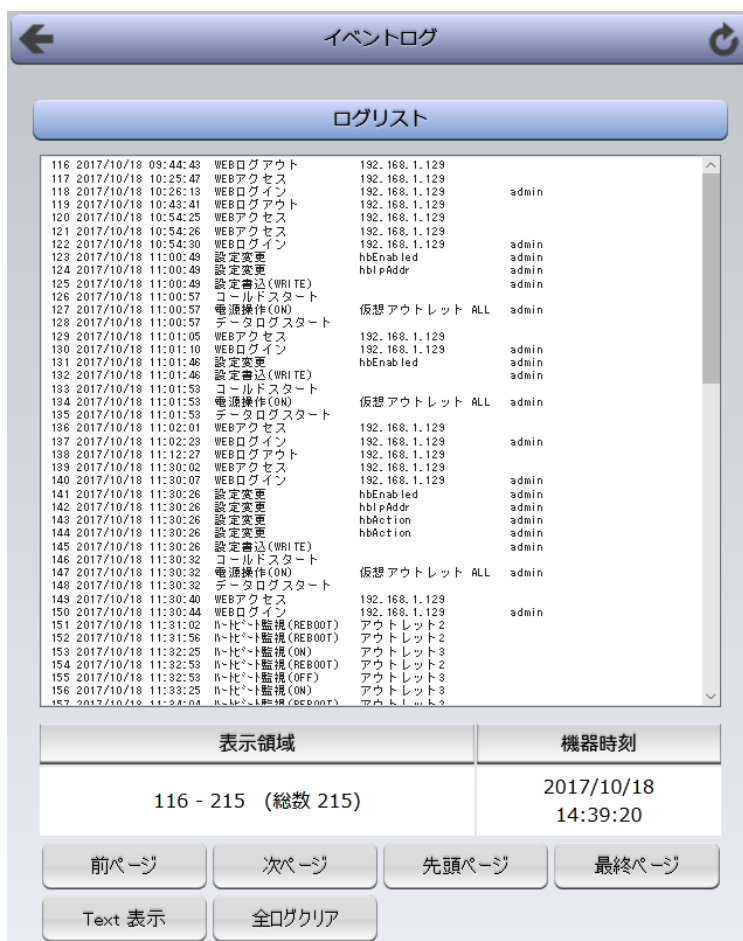 イベントログ
ログリスト
116 2017/10/18 09:44:43 WEBログアウト 192.168.1.129
117 2017/10/18 10:25:47 WEBアクセス 192.168.1.129
118 2017/10/18 10:26:13 WEBログイン 192.168.1.129 admin
119 2017/10/18 10:43:41 WEBログアウト 192.168.1.129
120 2017/10/18 10:54:25 WEBアクセス 192.168.1.129
121 2017/10/18 10:54:26 WEBアクセス 192.168.1.129
122 2017/10/18 10:54:30 WEBログイン 192.168.1.129 admin
123 2017/10/18 11:00:49 設定変更 hbEnabled admin
124 2017/10/18 11:00:49 設定変更 hbIpAddr admin
125 2017/10/18 11:00:49 設定書込(WRITE) admin
126 2017/10/18 11:00:57 コールドスタート
127 2017/10/18 11:00:57 電源操作(ON) 仮想アウトレット ALL admin
128 2017/10/18 11:00:57 データログスタート
129 2017/10/18 11:01:05 WEBアクセス 192.168.1.129
130 2017/10/18 11:01:10 WEBログイン 192.168.1.129 admin
131 2017/10/18 11:01:46 設定変更 hbEnabled admin
132 2017/10/18 11:01:46 設定書込(WRITE) admin
133 2017/10/18 11:01:53 コールドスタート
134 2017/10/18 11:01:53 電源操作(ON) 仮想アウトレット ALL admin
135 2017/10/18 11:01:53 データログスタート
136 2017/10/18 11:02:01 WEBアクセス 192.168.1.129
137 2017/10/18 11:02:23 WEBログイン 192.168.1.129 admin
138 2017/10/18 11:12:27 WEBログアウト 192.168.1.129
139 2017/10/18 11:30:02 WEBアクセス 192.168.1.129
140 2017/10/18 11:30:07 WEBログイン 192.168.1.129 admin
141 2017/10/18 11:30:26 設定変更 hbEnabled admin
142 2017/10/18 11:30:26 設定変更 hbIpAddr admin
143 2017/10/18 11:30:26 設定変更 hbAction admin
144 2017/10/18 11:30:26 設定変更 hbAction admin
145 2017/10/18 11:30:26 設定書込(WRITE) admin
146 2017/10/18 11:30:32 コールドスタート
147 2017/10/18 11:30:32 電源操作(ON) 仮想アウトレット ALL admin
148 2017/10/18 11:30:32 データログスタート
149 2017/10/18 11:30:40 WEBアクセス 192.168.1.129
150 2017/10/18 11:30:44 WEBログイン 192.168.1.129 admin
151 2017/10/18 11:31:02 ﾊｰﾄﾋﾞｰﾄ監視(REBOOT) アウトレット2
152 2017/10/18 11:31:56 ﾊｰﾄﾋﾞｰﾄ監視(REBOOT) アウトレット2
153 2017/10/18 11:32:25 ﾊｰﾄﾋﾞｰﾄ監視(ON) アウトレット3
154 2017/10/18 11:32:53 ﾊｰﾄﾋﾞｰﾄ監視(REBOOT) アウトレット2
155 2017/10/18 11:32:53 ﾊｰﾄﾋﾞｰﾄ監視(OFF) アウトレット3
156 2017/10/18 11:33:25 ﾊｰﾄﾋﾞｰﾄ監視(ON) アウトレット3
157 2017/10/18 11:34:04 ﾊｰﾄﾋﾞｰﾄ監視(REBOOT) アウトレット2
表示領域 機器時刻
116 - 215 (総数 215) 2017/10/18
14:39:20
前ページ 次ページ 先頭ページ 最終ページ
Text 表示 全ログクリア